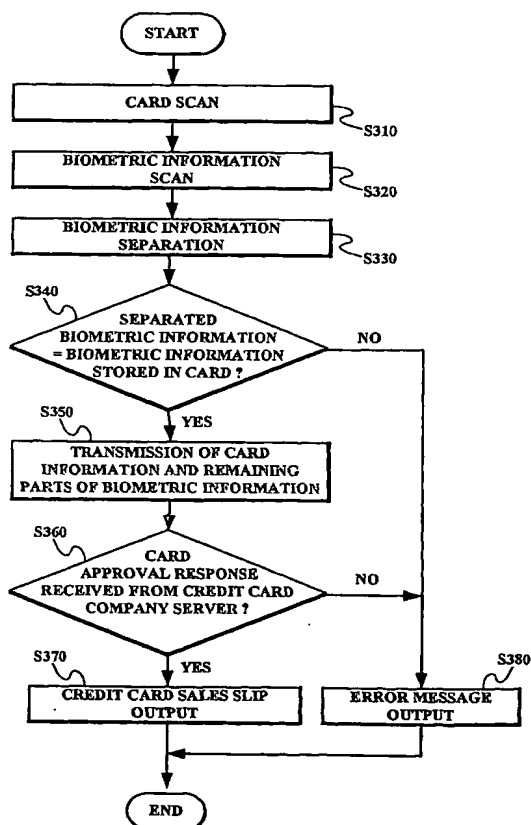 START
CARD SCAN
S310
BIOMETRIC INFORMATION
SCAN
S320
BIOMETRIC INFORMATION
SEPARATION
S330
S340
SEPARATED
BIOMETRIC INFORMATION
= BIOMETRIC INFORMATION
STORED IN CARD ?
NO
YES
S350
TRANSMISSION OF CARD
INFORMATION AND REMAINING
PARTS OF BIOMETRIC INFORMATION
S360
CARD
APPROVAL RESPONSE
RECEIVED FROM CREDIT CARD
COMPANY SERVER ?
NO
YES
S370
CREDIT CARD SALES SLIP
OUTPUT
S380
ERROR MESSAGE
OUTPUT
END